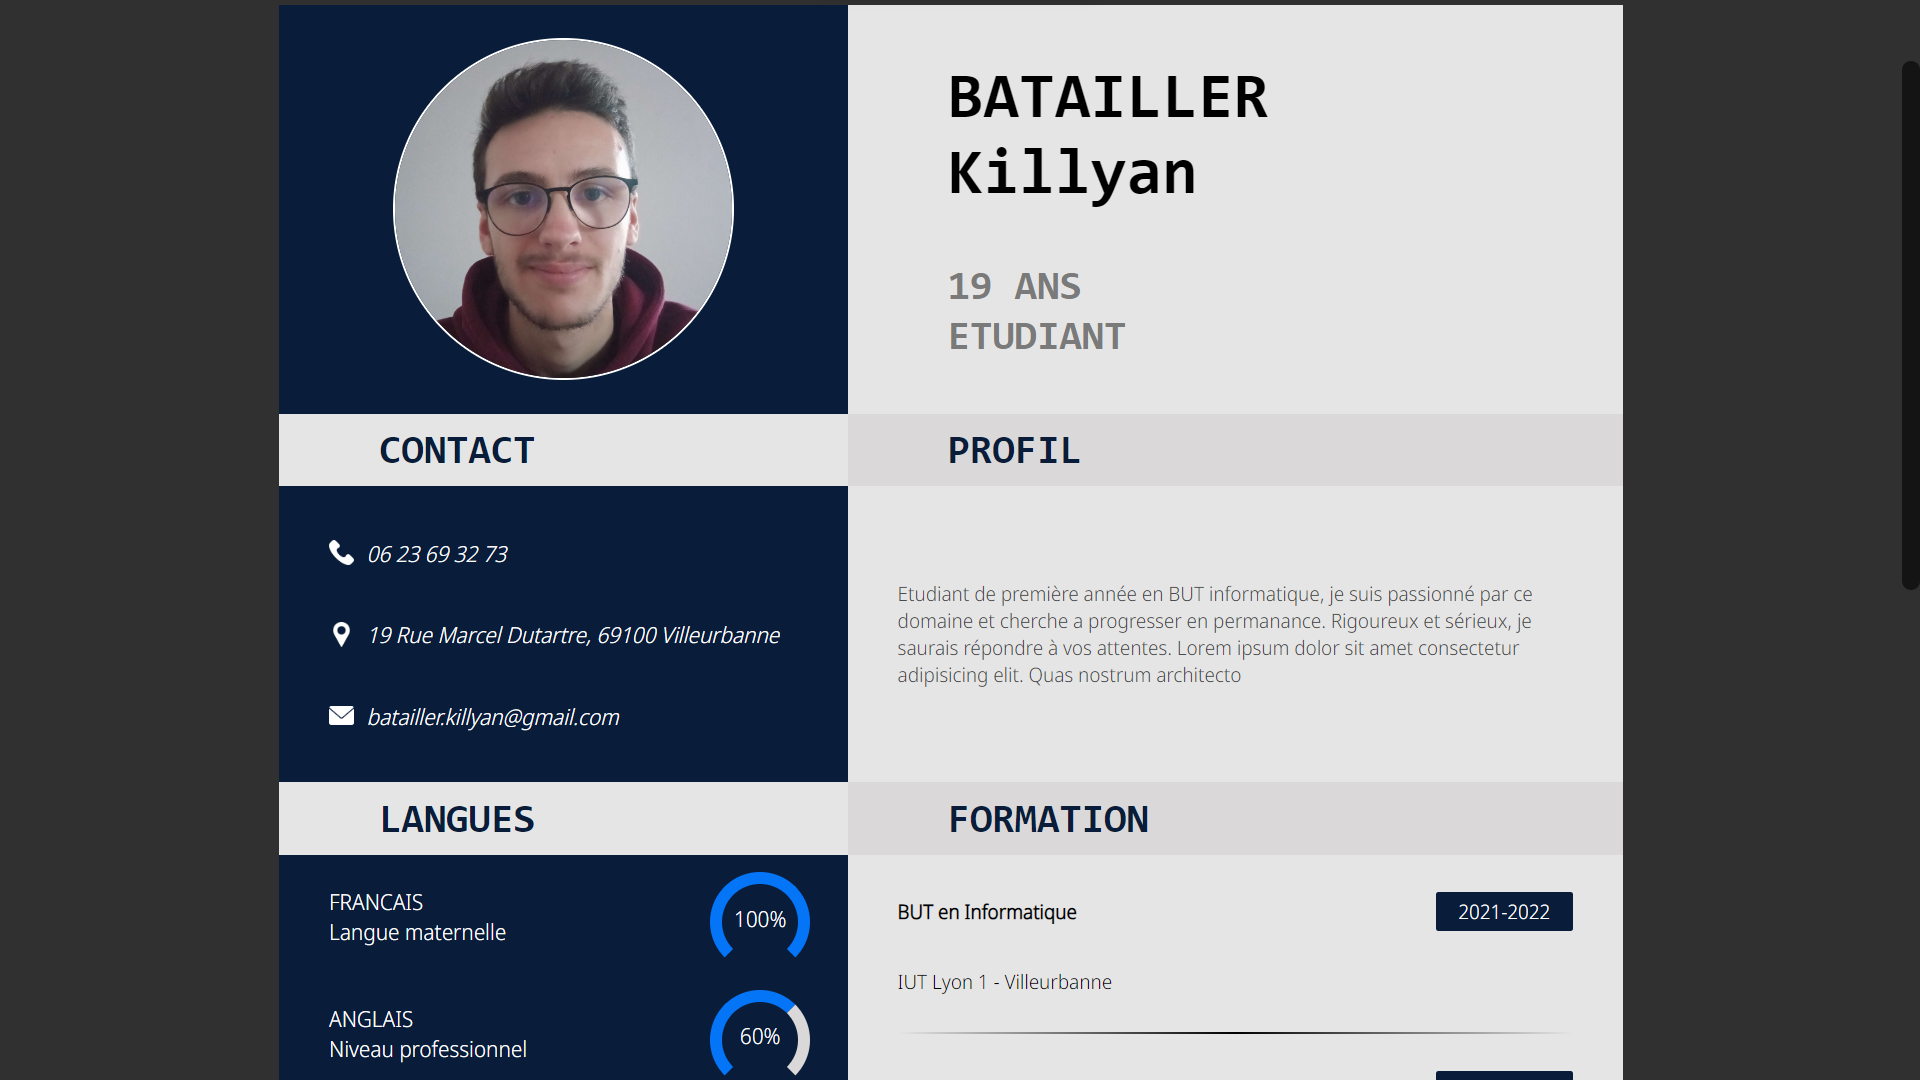 BATAILLER
Killyan
19 ANS
ETUDIANT
CONTACT
06 23 69 32 73
19 Rue Marcel Dutartre, 69100 Villeurbanne
batailler.killyan@gmail.com
PROFIL
Etudiant de première année en BUT informatique, je suis passionné par ce
domaine et cherche a progresser en permanance. Rigoureux et sérieux, je
saurais répondre à vos attentes. Lorem ipsum dolor sit amet consectetur
adipisicing elit. Quas nostrum architecto
LANGUES
FRANCAIS
Langue maternelle
100%
ANGLAIS
Niveau professionnel
60%
FORMATION
BUT en Informatique
2021-2022
IUT Lyon 1 - Villeurbanne